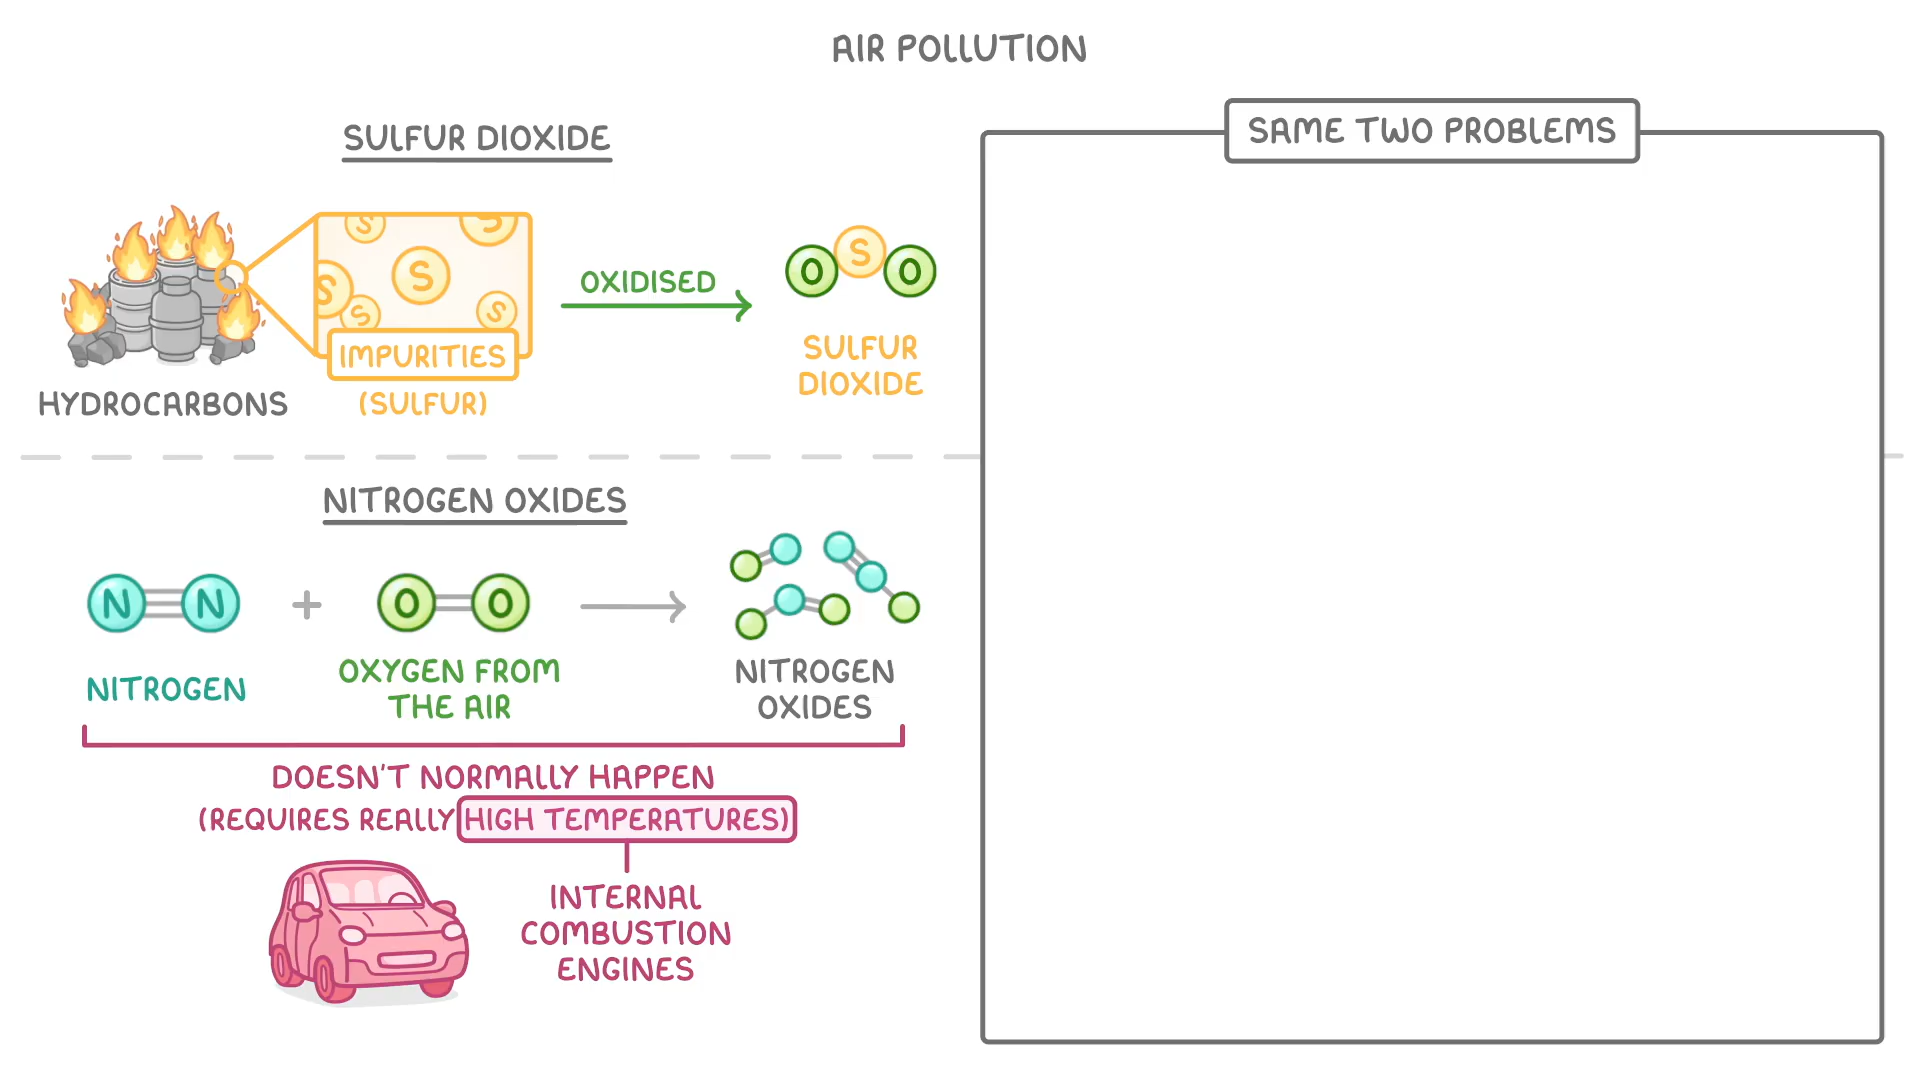 AIR POLLUTION
SULFUR DIOXIDE
S
S
S
S
S
S
IMPURITIES
(SULFUR)
HYDROCARBONS
OXIDISED
O S O
SULFUR
DIOXIDE
NITROGEN OXIDES
N N + O O
NITROGEN
OXYGEN FROM
THE AIR
NITROGEN
OXIDES
DOESN'T NORMALLY HAPPEN
(REQUIRES REALLY HIGH TEMPERATURES)
INTERNAL
COMBUSTION
ENGINES
SAME TWO PROBLEMS